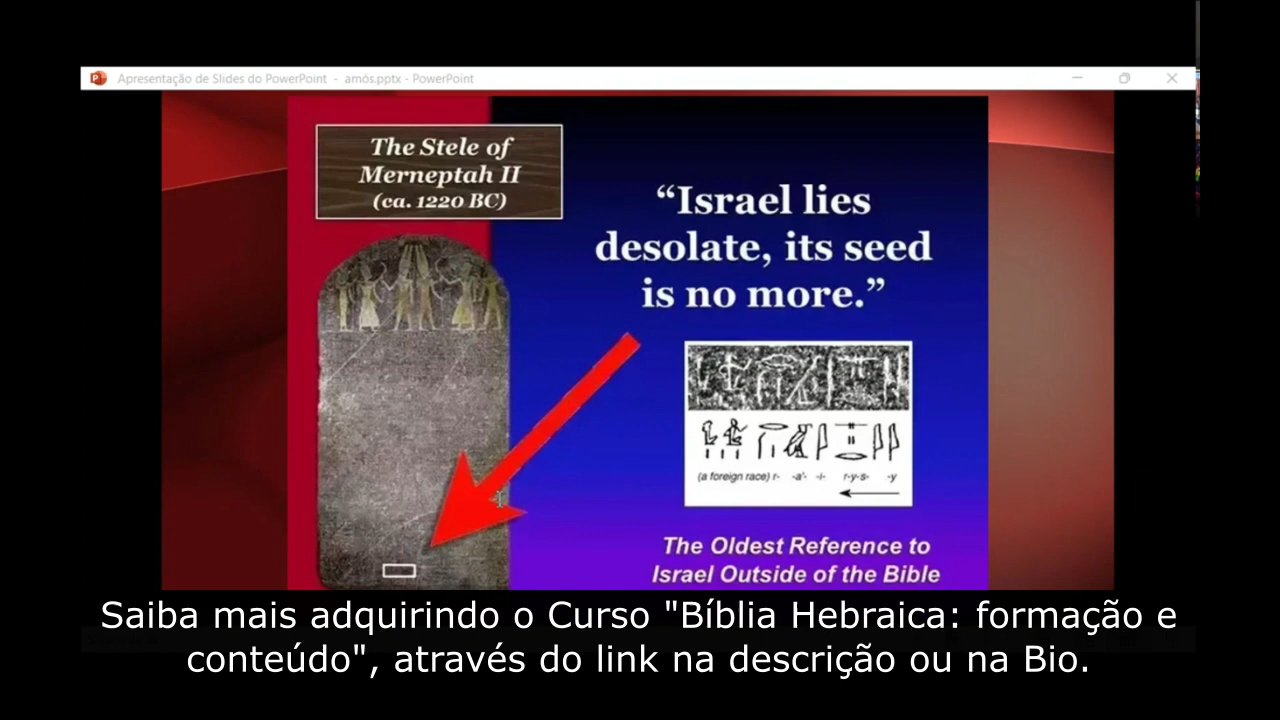 Apresentação de Slides do PowerPoint - amós.pptx - PowerPoint
The Stele of
Merneptah II
(ca. 1220 BC)
“Israel lies
desolate, its seed
is no more.”
(a foreign race) r- -a'- -i- r-y-s- -y
The Oldest Reference to
Israel Outside of the Bible
Saiba mais adquirindo o Curso "Bíblia Hebraica: formação e
conteúdo", através do link na descrição ou na Bio.